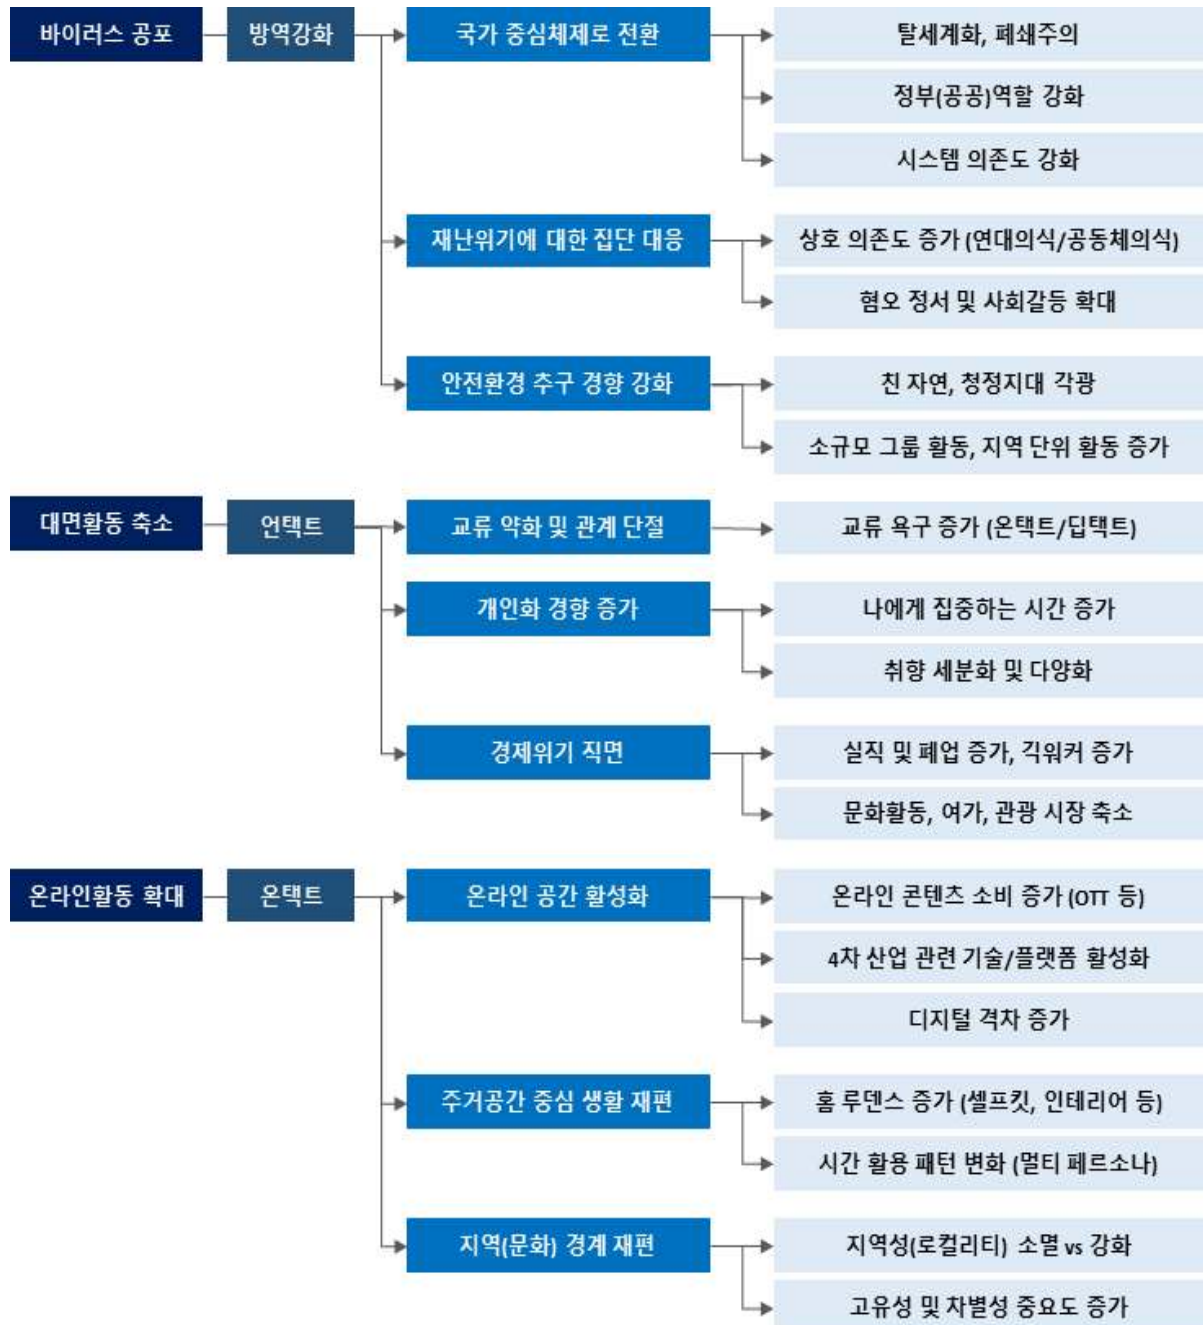 바이러스 공포
방역강화
국가 중심체제로 전환
탈세계화, 폐쇄주의
정부(공공)역할 강화
시스템 의존도 강화
재난위기에 대한 집단 대응
상호 의존도 증가 (연대의식/공동체의식)
혐오 정서 및 사회갈등 확대
안전환경 추구 경향 강화
친 자연, 청정지대 각광
소규모 그룹 활동, 지역 단위 활동 증가
대면활동 축소
언택트
교류 약화 및 관계 단절
교류 욕구 증가 (온택트/딥택트)
개인화 경향 증가
나에게 집중하는 시간 증가
취향 세분화 및 다양화
경제위기 직면
실직 및 폐업 증가, 긱워커 증가
문화활동, 여가, 관광 시장 축소
온라인활동 확대
온택트
온라인 공간 활성화
온라인 콘텐츠 소비 증가 (OTT 등)
4차 산업 관련 기술/플랫폼 활성화
디지털 격차 증가
주거공간 중심 생활 재편
홈 루덴스 증가 (셀프킷, 인테리어 등)
시간 활용 패턴 변화 (멀티 페르소나)
지역(문화) 경계 재편
지역성(로컬리티) 소멸 vs 강화
고유성 및 차별성 중요도 증가